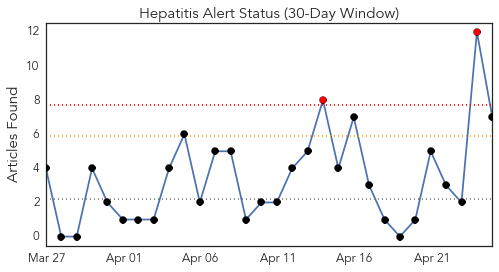 Hepatitis Alert Status (30-Day Window)
Articles Found
12
10
8
6
4
2
0
Mar 27 Apr 01 Apr 06 Apr 11 Apr 16 Apr 21